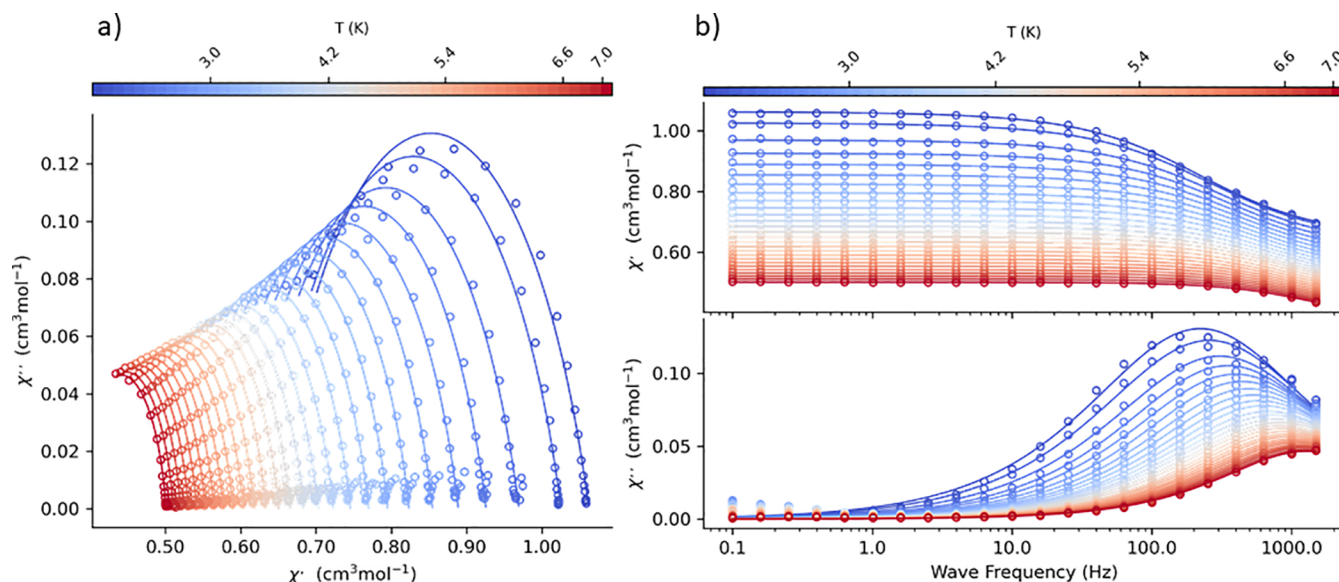 a)
T (K)
3.0 4.2 5.4 6.6 7.0
χ'' (cm³mol⁻¹)
0.12
0.10
0.08
0.06
0.04
0.02
0.00
0.50 0.60 0.70 0.80 0.90 1.00
χ' (cm³mol⁻¹)
b)
T (K)
3.0 4.2 5.4 6.6 7.0
χ' (cm³mol⁻¹)
1.00
0.80
0.60
χ'' (cm³mol⁻¹)
0.10
0.05
0.00
0.1 1.0 10.0 100.0 1000.0
Wave Frequency (Hz)